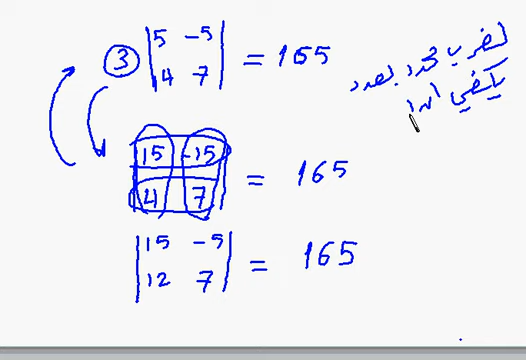 ③ |5 -5| = 165
|4 7|
لضرب محدد بعدد
يكفي
|15 -15| = 165
|4 7|
|15 -5| = 165
|12 7|